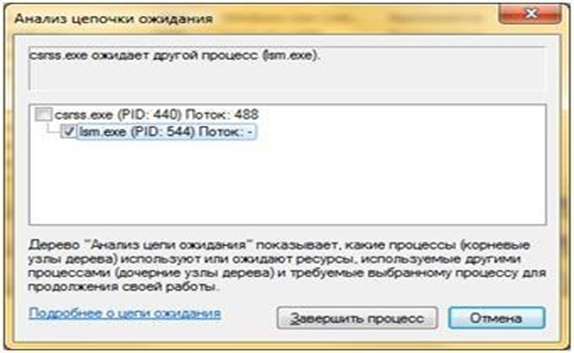 Анализ цепочки ожидания
csrss.exe ожидает другой процесс (lsm.exe).
csrss.exe (PID: 440) Поток: 488
lsm.exe (PID: 544) Поток: -
Дерево "Анализ цепи ожидания" показывает, какие процессы (корневые
узлы дерева) используют или ожидают ресурсы, используемые другими
процессами (дочерние узлы дерева) и требуемые выбранному процессу для
продолжения своей работы.
Подробнее о цепи ожидания
Завершить процесс
Отмена